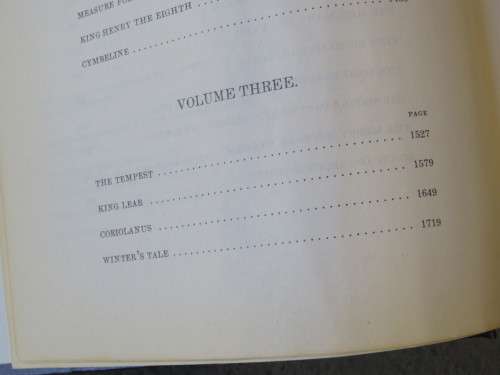 MEASURE FO
KING HENRY THE EIGHTH
CYMBELINE
VOLUME THREE.
PAGE
THE TEMPEST 1527
KING LEAR 1579
CORIOLANUS 1649
WINTER'S TALE 1719